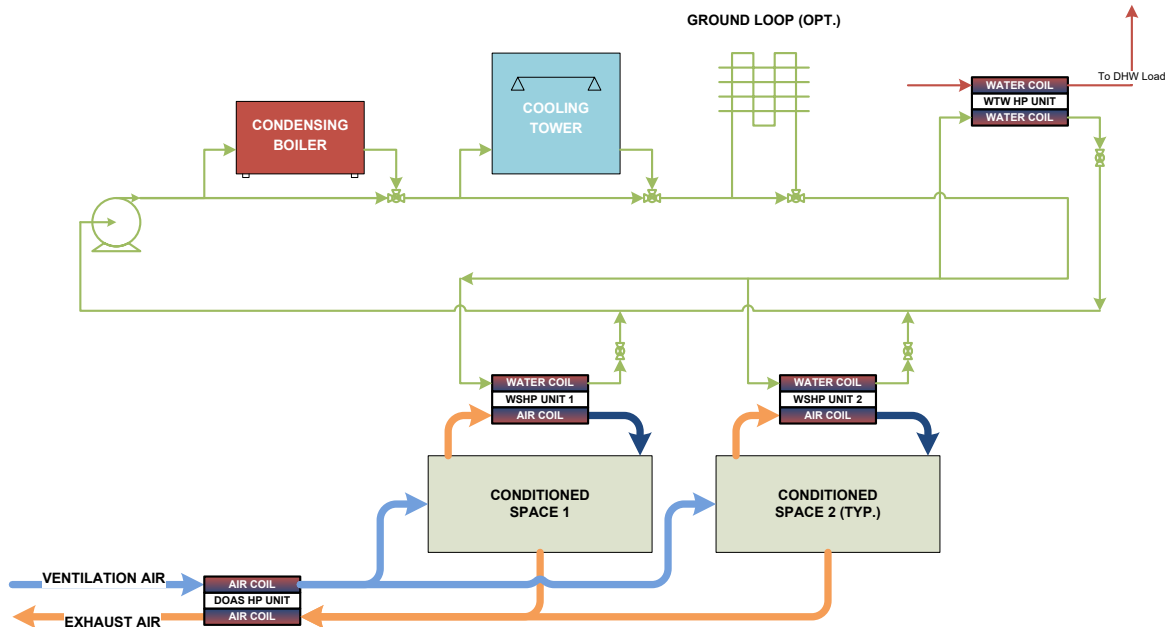 GROUND LOOP (OPT.)
To DHW Load
WATER COIL
WTW HP UNIT
WATER COIL
CONDENSING
BOILER
COOLING
TOWER
WATER COIL
WSHP UNIT 1
AIR COIL
WATER COIL
WSHP UNIT 2
AIR COIL
CONDITIONED
SPACE 1
CONDITIONED
SPACE 2 (TYP.)
VENTILATION AIR
EXHAUST AIR
AIR COIL
DOAS HP UNIT
AIR COIL